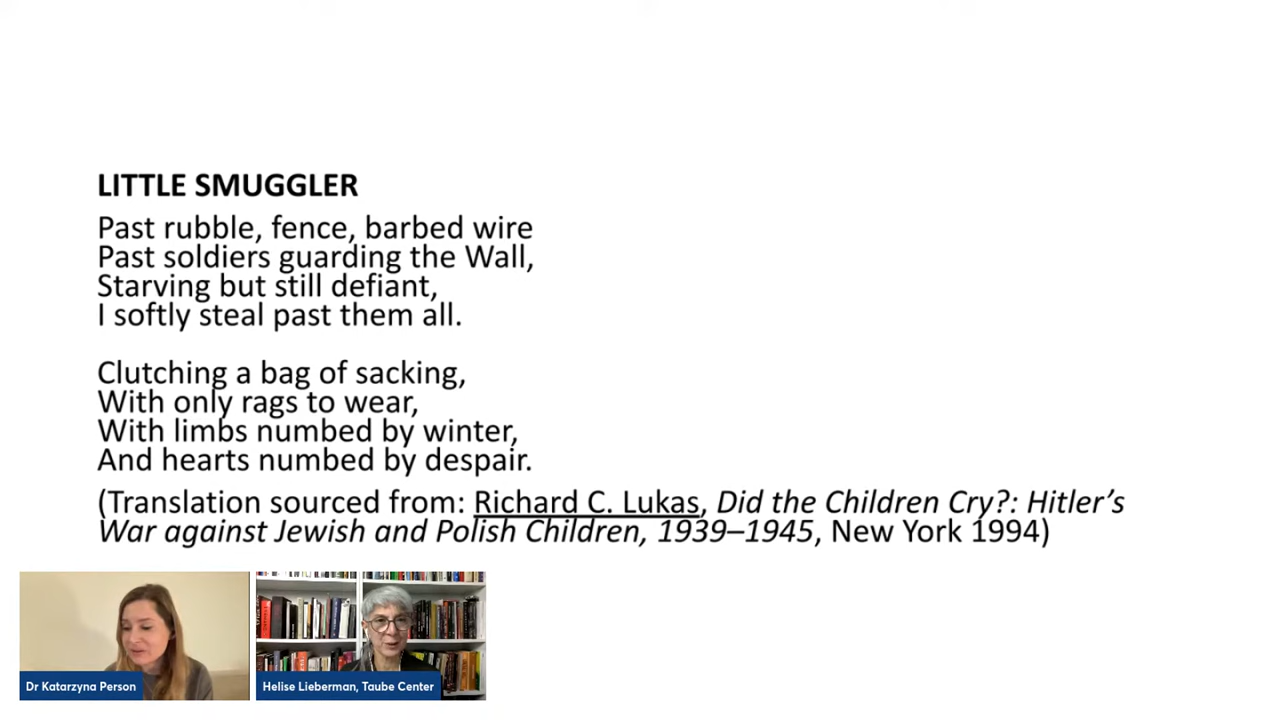 LITTLE SMUGGLER
Past rubble, fence, barbed wire
Past soldiers guarding the Wall,
Starving but still defiant,
I softly steal past them all.
Clutching a bag of sacking,
With only rags to wear,
With limbs numbed by winter,
And hearts numbed by despair.
(Translation sourced from: Richard C. Lukas, Did the Children Cry?: Hitler’s
War against Jewish and Polish Children, 1939–1945, New York 1994)
Dr Katarzyna Person
Helise Lieberman, Taube Center